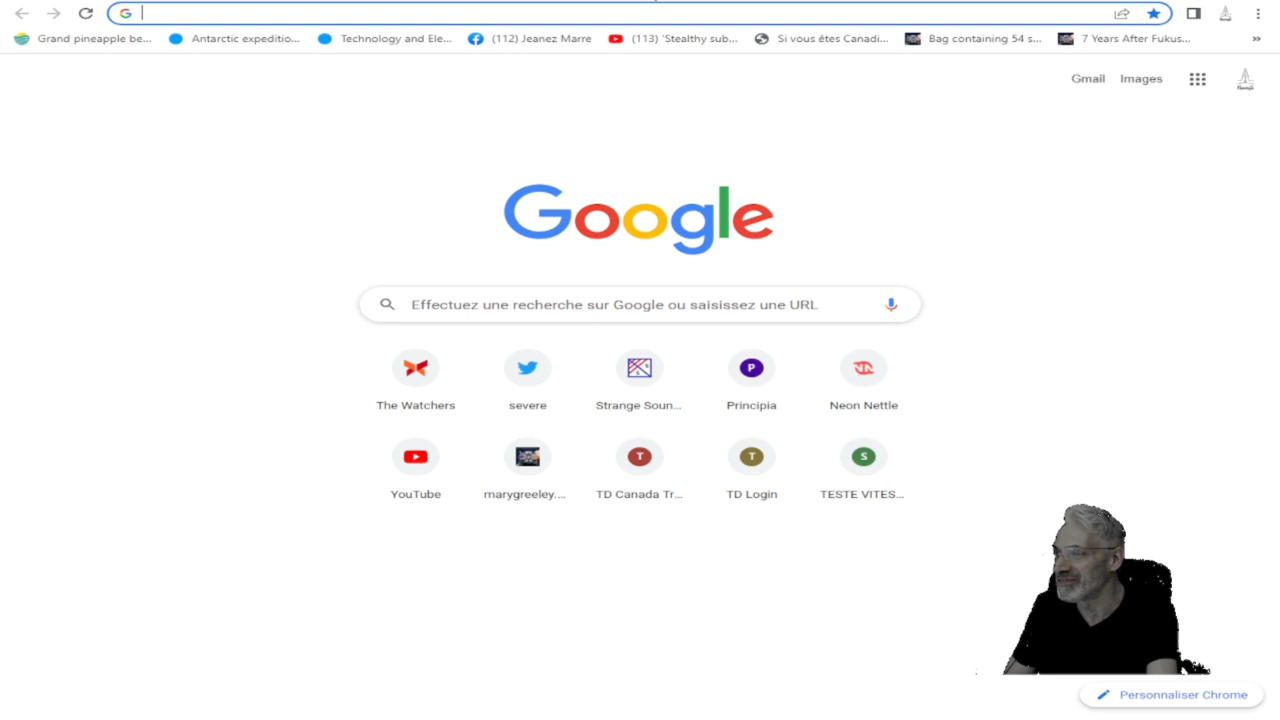 Grand pineapple be... Antarctic expeditio... Technology and Ele... (112) Jeanez Marre (113) 'Stealthy sub... Si vous êtes Canadi... Bag containing 54 s... 7 Years After Fukus... »
Gmail Images
Google
Effectuez une recherche sur Google ou saisissez une URL
P
The Watchers severe Strange Soun... Principia Neon Nettle
T T S
YouTube marygreeley.... TD Canada Tr... TD Login TESTE VITES...
Personnaliser Chrome